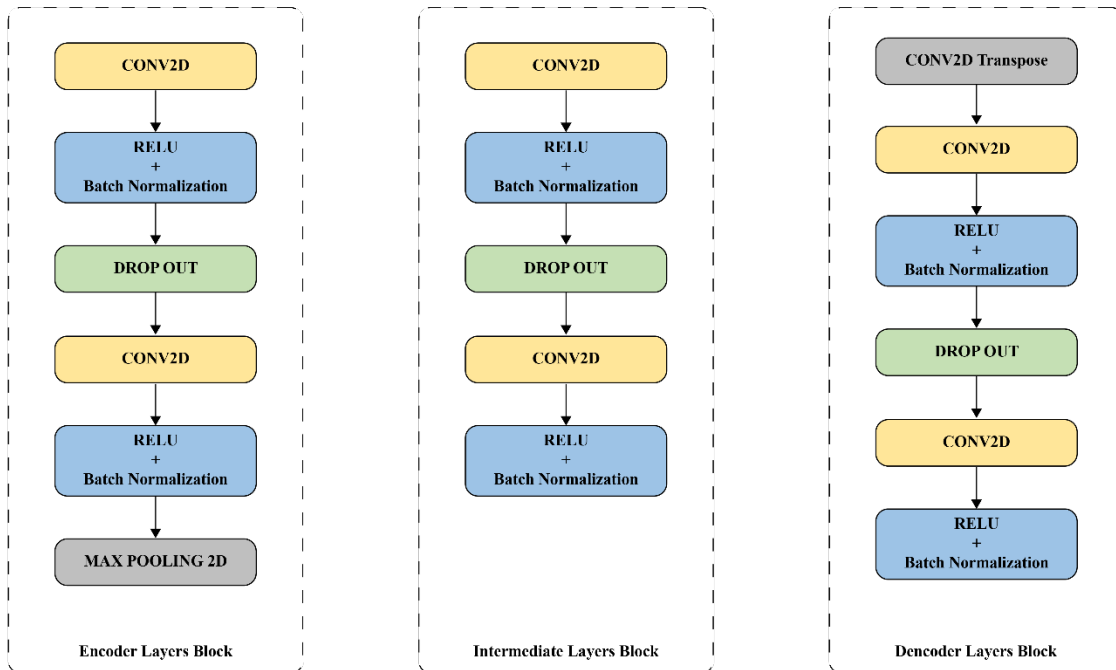 CONV2D
RELU
+
Batch Normalization
DROP OUT
CONV2D
RELU
+
Batch Normalization
MAX POOLING 2D
Encoder Layers Block
CONV2D
RELU
+
Batch Normalization
DROP OUT
CONV2D
RELU
+
Batch Normalization
Intermediate Layers Block
CONV2D Transpose
CONV2D
RELU
+
Batch Normalization
DROP OUT
CONV2D
RELU
+
Batch Normalization
Dencoder Layers Block